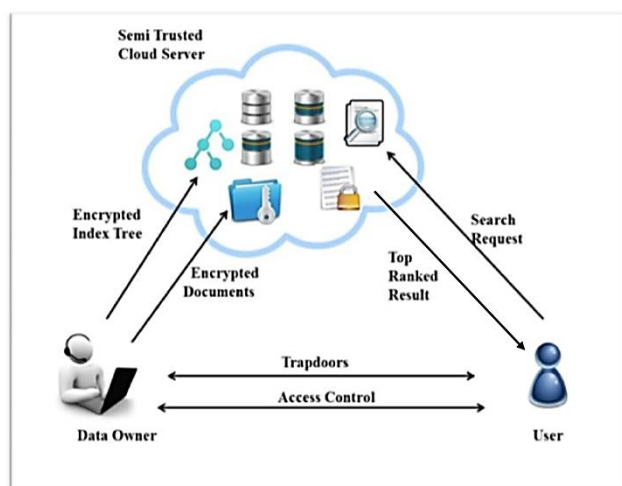 Semi Trusted
Cloud Server
Encrypted
Index Tree
Encrypted
Documents
Search
Request
Top
Ranked
Result
Trapdoors
Access Control
Data Owner
User